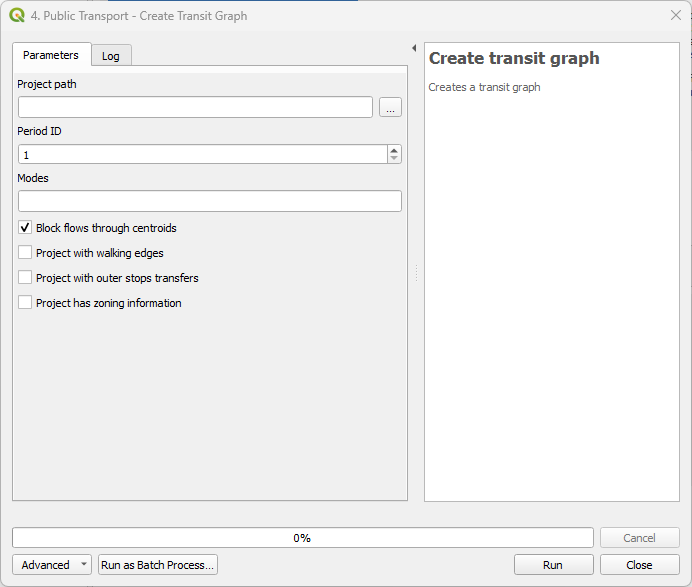 4. Public Transport - Create Transit Graph
Parameters
Log
Project path
...
Period ID
1
Modes
Block flows through centroids
Project with walking edges
Project with outer stops transfers
Project has zoning information
Create transit graph
Creates a transit graph
0%
Cancel
Advanced
Run as Batch Process...
Run
Close